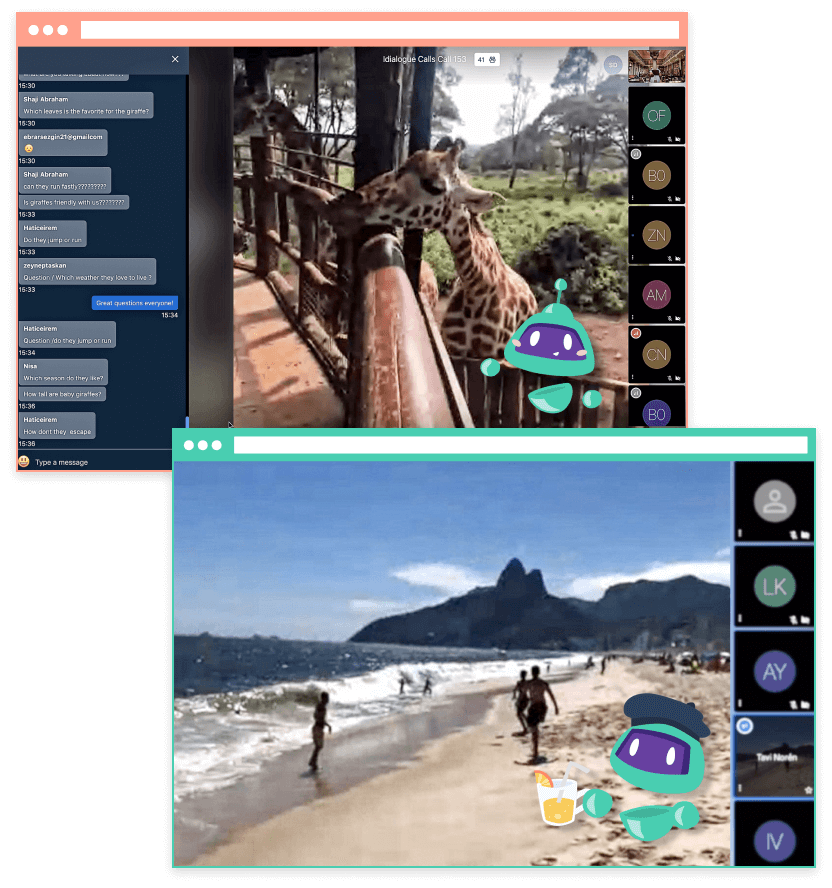 Idialogue Calls Call 153
41
BO
15:30
Shaji Abraham
Which leaves is the favorite for the giraffe?
15:30
ebrarsezgin21@gmailcom
15:30
Shaji Abraham
can they run fastly?????????
Is giraffes friendly with us????????
15:33
Haticeirem
Do they jump or run
15:33
zeyneptaskan
Question / Which weather they love to live ?
15:33
Great questions everyone!
15:34
Haticeirem
Question /do they jump or run
15:34
Nisa
Which season do they like?
How tall are baby giraffes?
15:36
Haticeirem
How dont they escape
15:36
Type a message
OF
BO
ZN
AM
CN
BO
LK
AY
Tavi Norén
IV